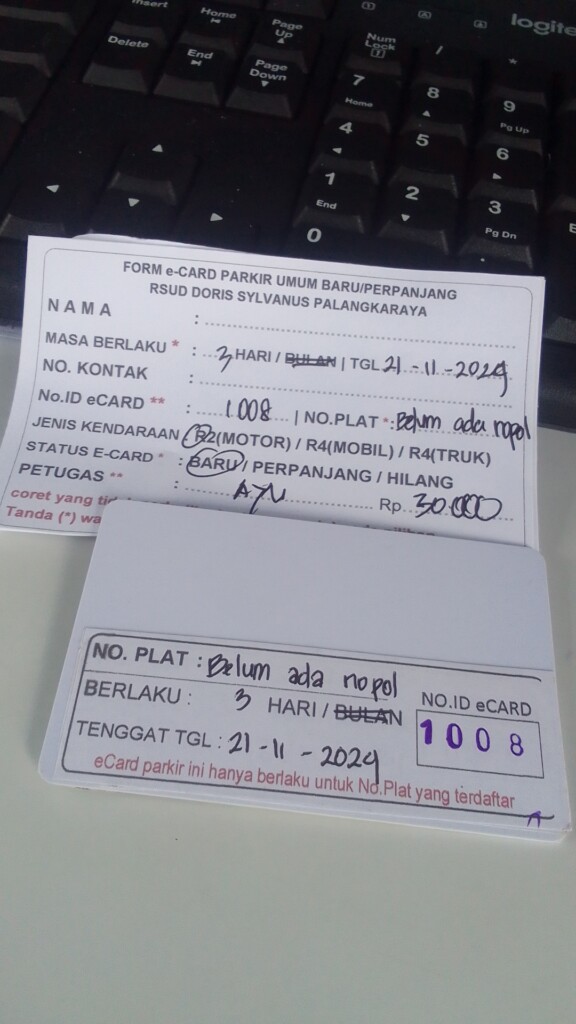 Insert
Home
Page Up
Delete
End
Page Down
logite
Num Lock
/
*
7
Home
8
9
Pg Up
4
5
6
1
End
2
3
Pg Dn
0
FORM e-CARD PARKIR UMUM BARU/PERPANJANG
RSUD DORIS SYLVANUS PALANGKARAYA
NAMA :
MASA BERLAKU * : 3 HARI / BULAN | TGL 21-11-2024
NO. KONTAK :
No.ID eCARD ** : 1008 | NO.PLAT *: Belum ada nopol
JENIS KENDARAAN : R2(MOTOR) / R4(MOBIL) / R4(TRUK)
STATUS E-CARD * : BARU / PERPANJANG / HILANG
PETUGAS ** : AYU Rp. 30.000
coret yang
Tanda (*)
NO. PLAT : Belum ada nopol
BERLAKU : 3 HARI / BULAN
NO.ID eCARD
1008
TENGGAT TGL : 21-11-2024
eCard parkir ini hanya berlaku untuk No.Plat yang terdaftar